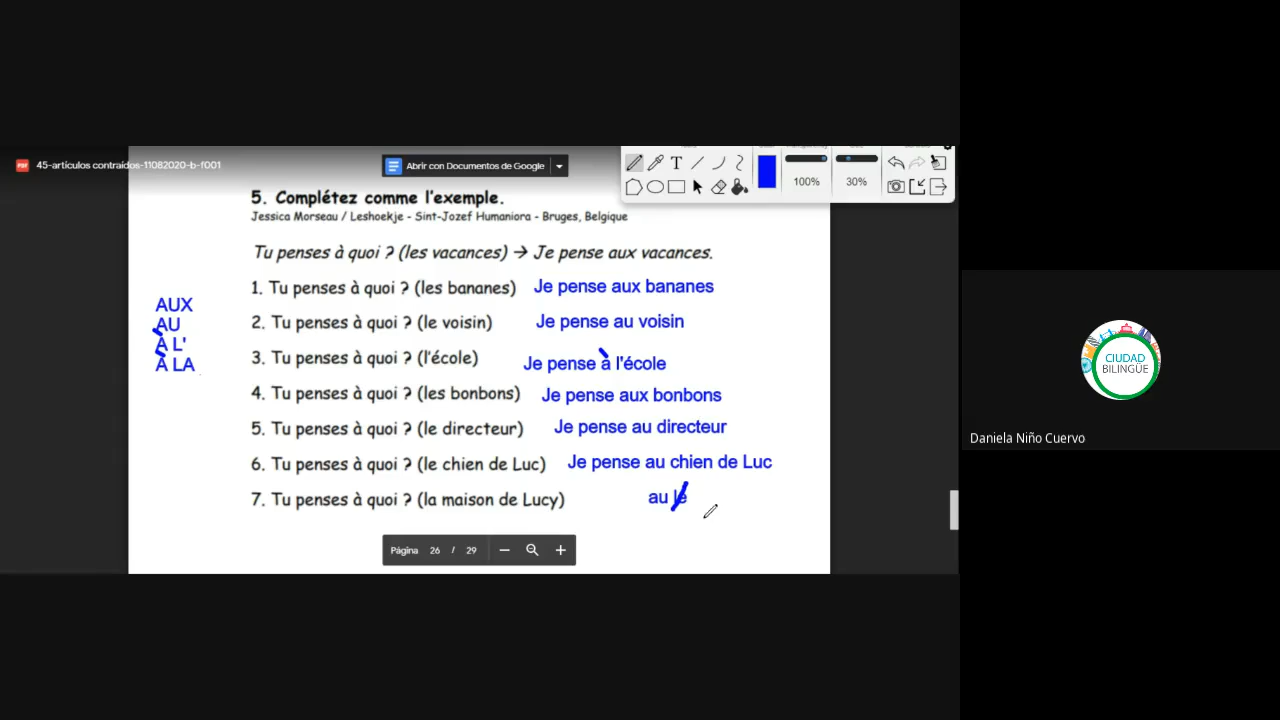 45-artículos contraídos-11082020-b-f001
Abrir con Documentos de Google
100%
30%
5. Complétez comme l'exemple.
Jessica Morseau / Leshoekje - Sint-Jozef Humaniora - Bruges, Belgique
Tu penses à quoi ? (les vacances) → Je pense aux vacances.
1. Tu penses à quoi ? (les bananes) Je pense aux bananes
2. Tu penses à quoi ? (le voisin) Je pense au voisin
3. Tu penses à quoi ? (l'école) Je pense à l'école
4. Tu penses à quoi ? (les bonbons) Je pense aux bonbons
5. Tu penses à quoi ? (le directeur) Je pense au directeur
6. Tu penses à quoi ? (le chien de Luc) Je pense au chien de Luc
7. Tu penses à quoi ? (la maison de Lucy) au le
AUX
AU
À L'
À LA
Página 26 / 29
CIUDAD
BILINGÜE
Daniela Niño Cuervo